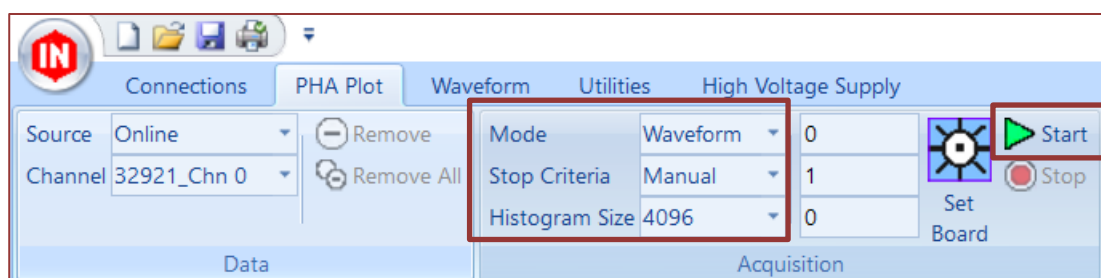 IN
Connections PHA Plot Waveform Utilities High Voltage Supply
Source Online Remove Mode Waveform 0 Start
Channel 32921_Chn 0 Remove All Stop Criteria Manual 1 Stop
Histogram Size 4096 0 Set
Board
Data Acquisition